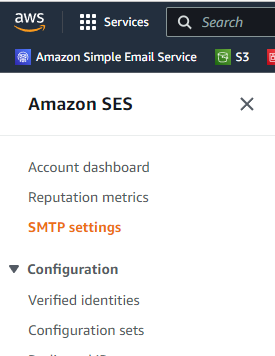 aws
Services
Search
Amazon Simple Email Service
S3
Amazon SES
Account dashboard
Reputation metrics
SMTP settings
Configuration
Verified identities
Configuration sets